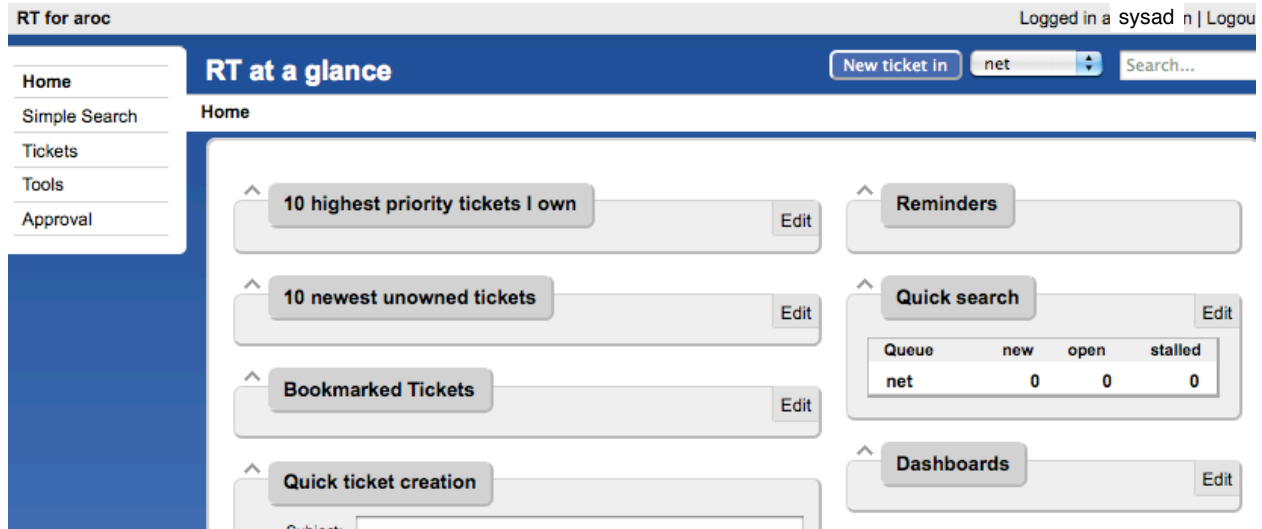 RT for aroc
Logged in a sysad n | Logou
Home
Simple Search
Tickets
Tools
Approval
RT at a glance
New ticket in
net
Search...
Home
10 highest priority tickets I own
Edit
10 newest unowned tickets
Edit
Bookmarked Tickets
Edit
Quick ticket creation
Reminders
Quick search
Edit
Queue new open stalled
net 0 0 0
Dashboards
Edit